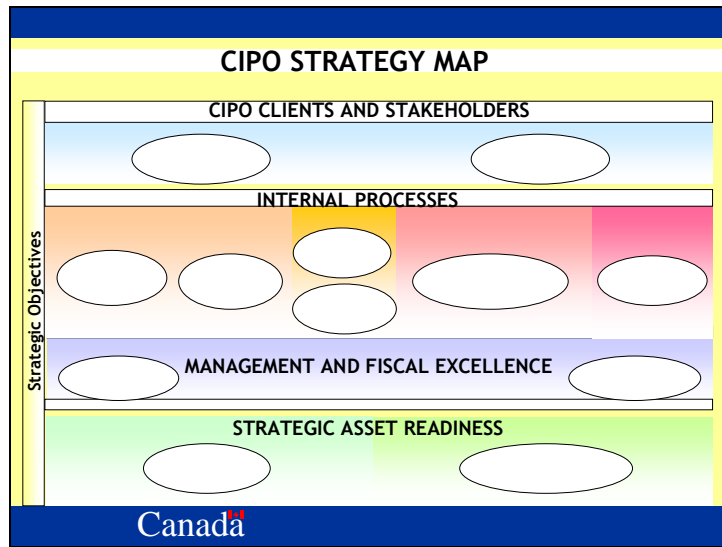 CIPO STRATEGY MAP
CIPO CLIENTS AND STAKEHOLDERS
INTERNAL PROCESSES
Strategic Objectives
MANAGEMENT AND FISCAL EXCELLENCE
STRATEGIC ASSET READINESS
Canada